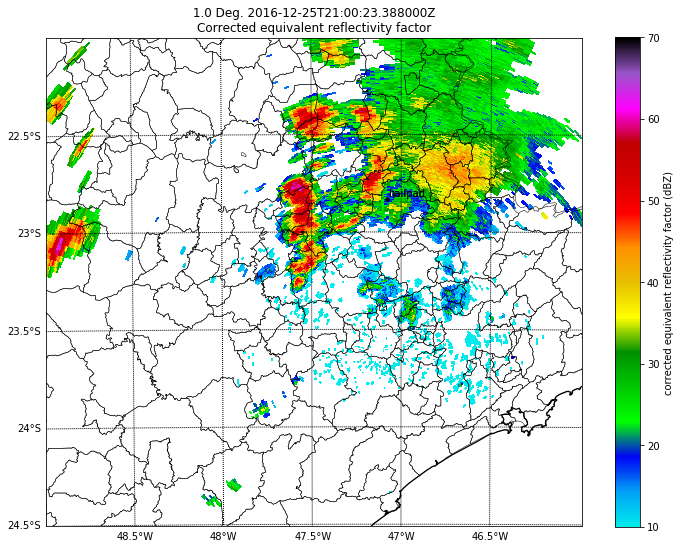 1.0 Deg. 2016-12-25T21:00:23.388000Z
Corrected equivalent reflectivity factor
70
60
50
40
30
20
10
corrected equivalent reflectivity factor (dBZ)
22.5°S
23°S
23.5°S
24°S
24.5°S
48.5°W
48°W
47.5°W
47°W
46.5°W